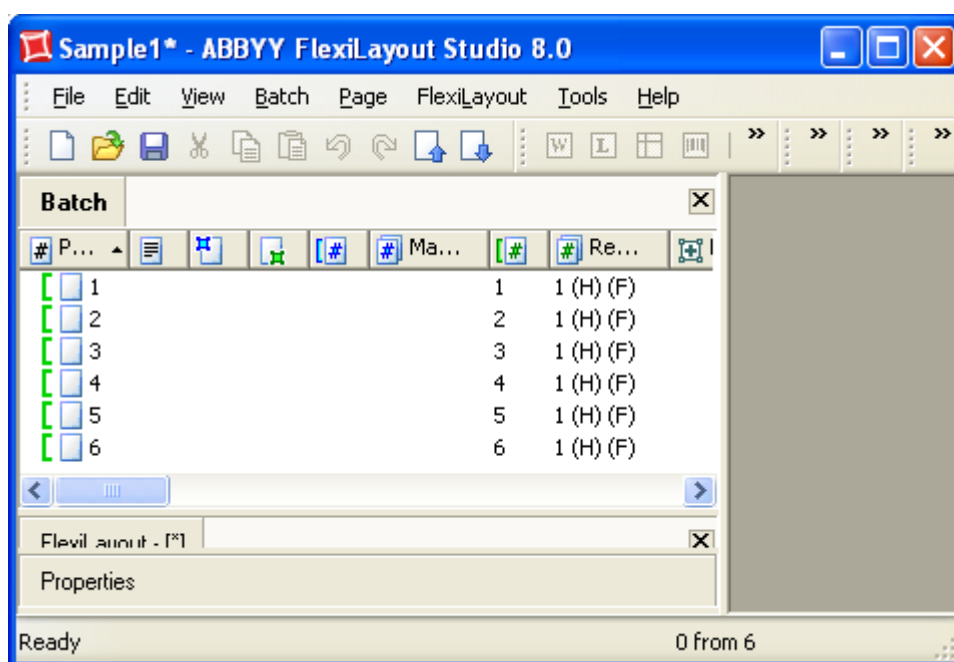 Sample1* - ABBYY FlexiLayout Studio 8.0
File Edit View Batch Page FlexiLayout Tools Help
W L
Batch
# P... [# # Ma... [# # Re...
1 1 1 (H) (F)
2 2 1 (H) (F)
3 3 1 (H) (F)
4 4 1 (H) (F)
5 5 1 (H) (F)
6 6 1 (H) (F)
FlexiLayout - [*]
Properties
Ready 0 from 6